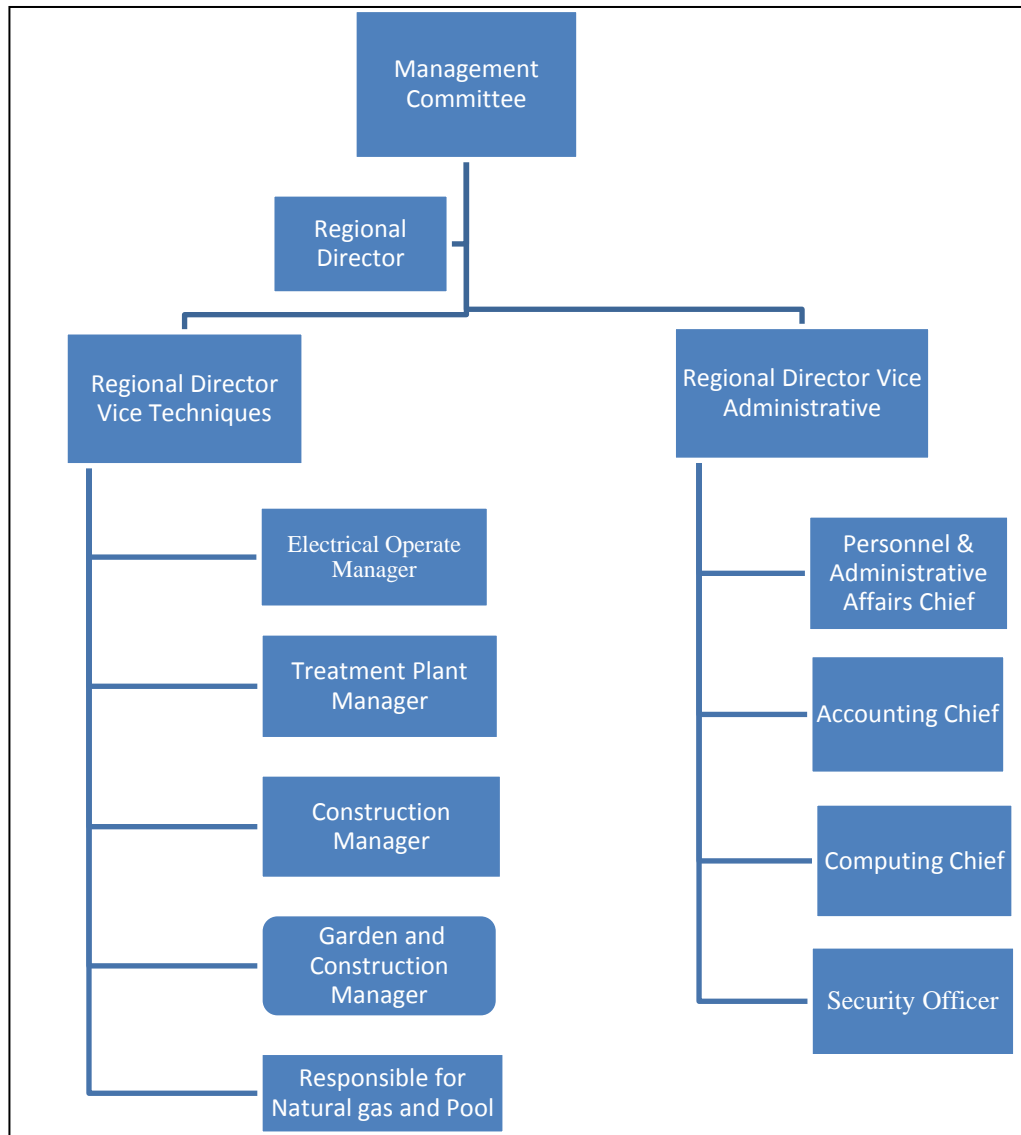 Management
Committee
Regional
Director
Regional Director
Vice Techniques
Regional Director Vice
Administrative
Electrical Operate
Manager
Treatment Plant
Manager
Construction
Manager
Garden and
Construction
Manager
Responsible for
Natural gas and Pool
Personnel &
Administrative
Affairs Chief
Accounting Chief
Computing Chief
Security Officer